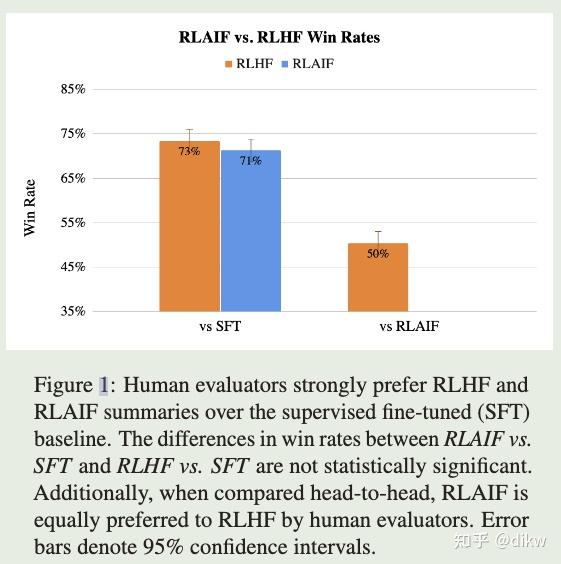 RLAIF vs. RLHF Win Rates
RLHF RLAIF
85%
75%
65%
55%
45%
35%
Win Rate
73%
71%
50%
vs SFT
vs RLAIF
Figure 1: Human evaluators strongly prefer RLHF and
RLAIF summaries over the supervised fine-tuned (SFT)
baseline. The differences in win rates between RLAIF vs.
SFT and RLHF vs. SFT are not statistically significant.
Additionally, when compared head-to-head, RLAIF is
equally preferred to RLHF by human evaluators. Error
bars denote 95% confidence intervals.
知乎 @dikw